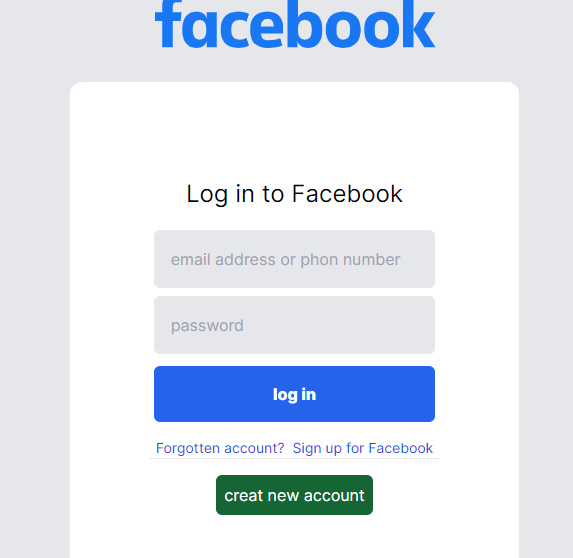 facebook
Log in to Facebook
email address or phon number
password
log in
Forgotten account? Sign up for Facebook
creat new account